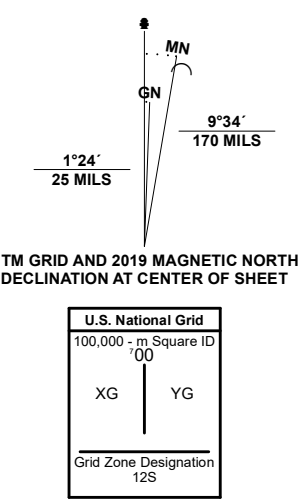 MN
GN
9°34´
170 MILS
1°24´
25 MILS
TM GRID AND 2019 MAGNETIC NORTH
DECLINATION AT CENTER OF SHEET
U.S. National Grid
100,000 - m Square ID
⁷00
XG YG
Grid Zone Designation
12S